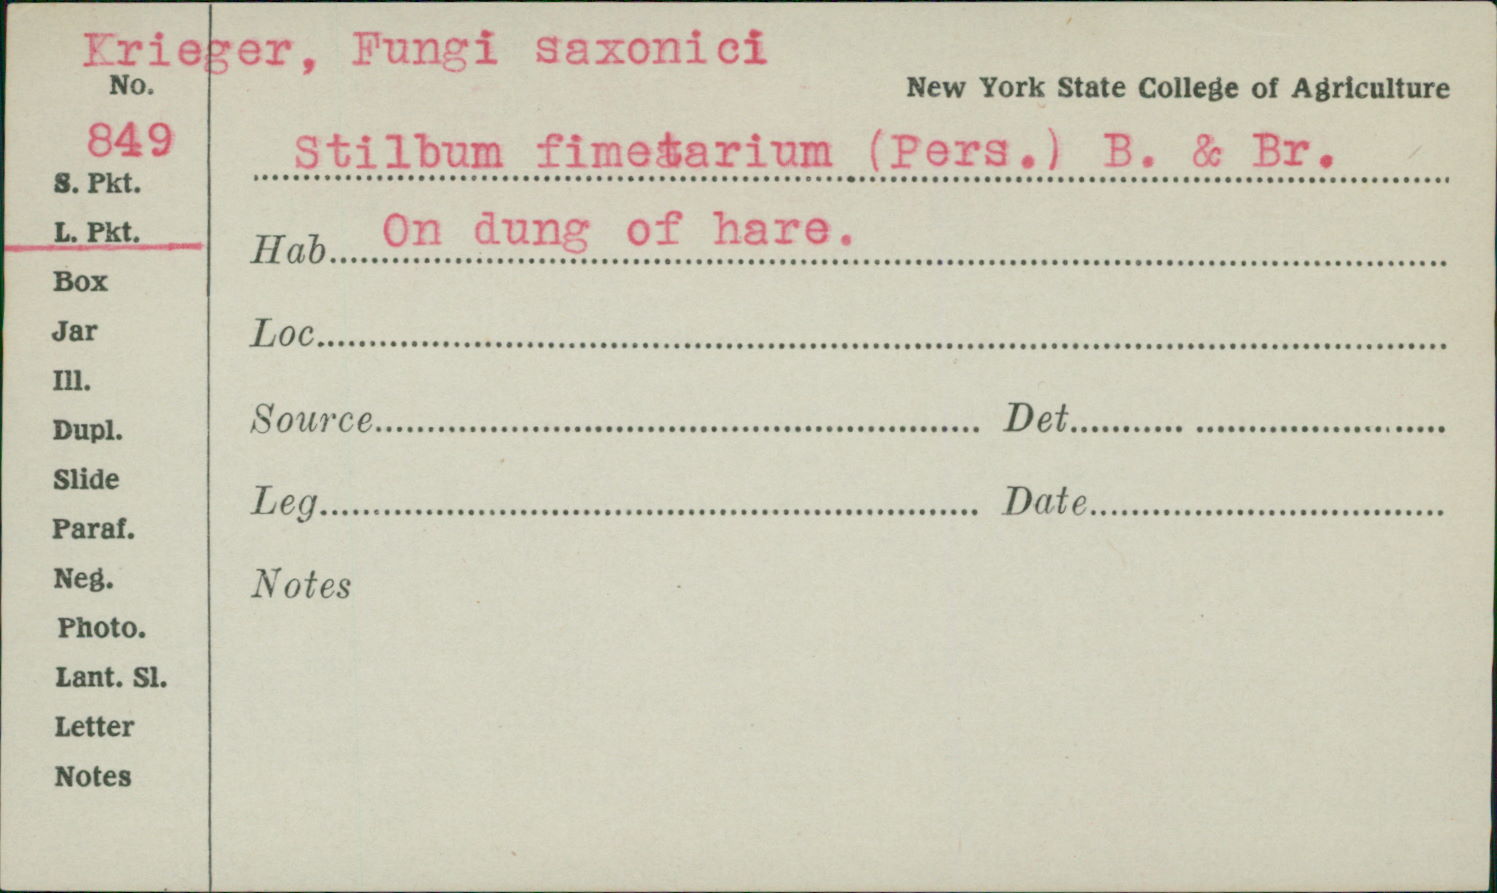 Krieger, Fungi saxonici
No.
New York State College of Agriculture
849
Stilbum fimetarium (Pers.) B. & Br.
S. Pkt.
L. Pkt.
Hab. On dung of hare.
Box
Jar
Loc.
Ill.
Dupl.
Source Det.
Slide
Leg. Date
Paraf.
Neg.
Notes
Photo.
Lant. Sl.
Letter
Notes